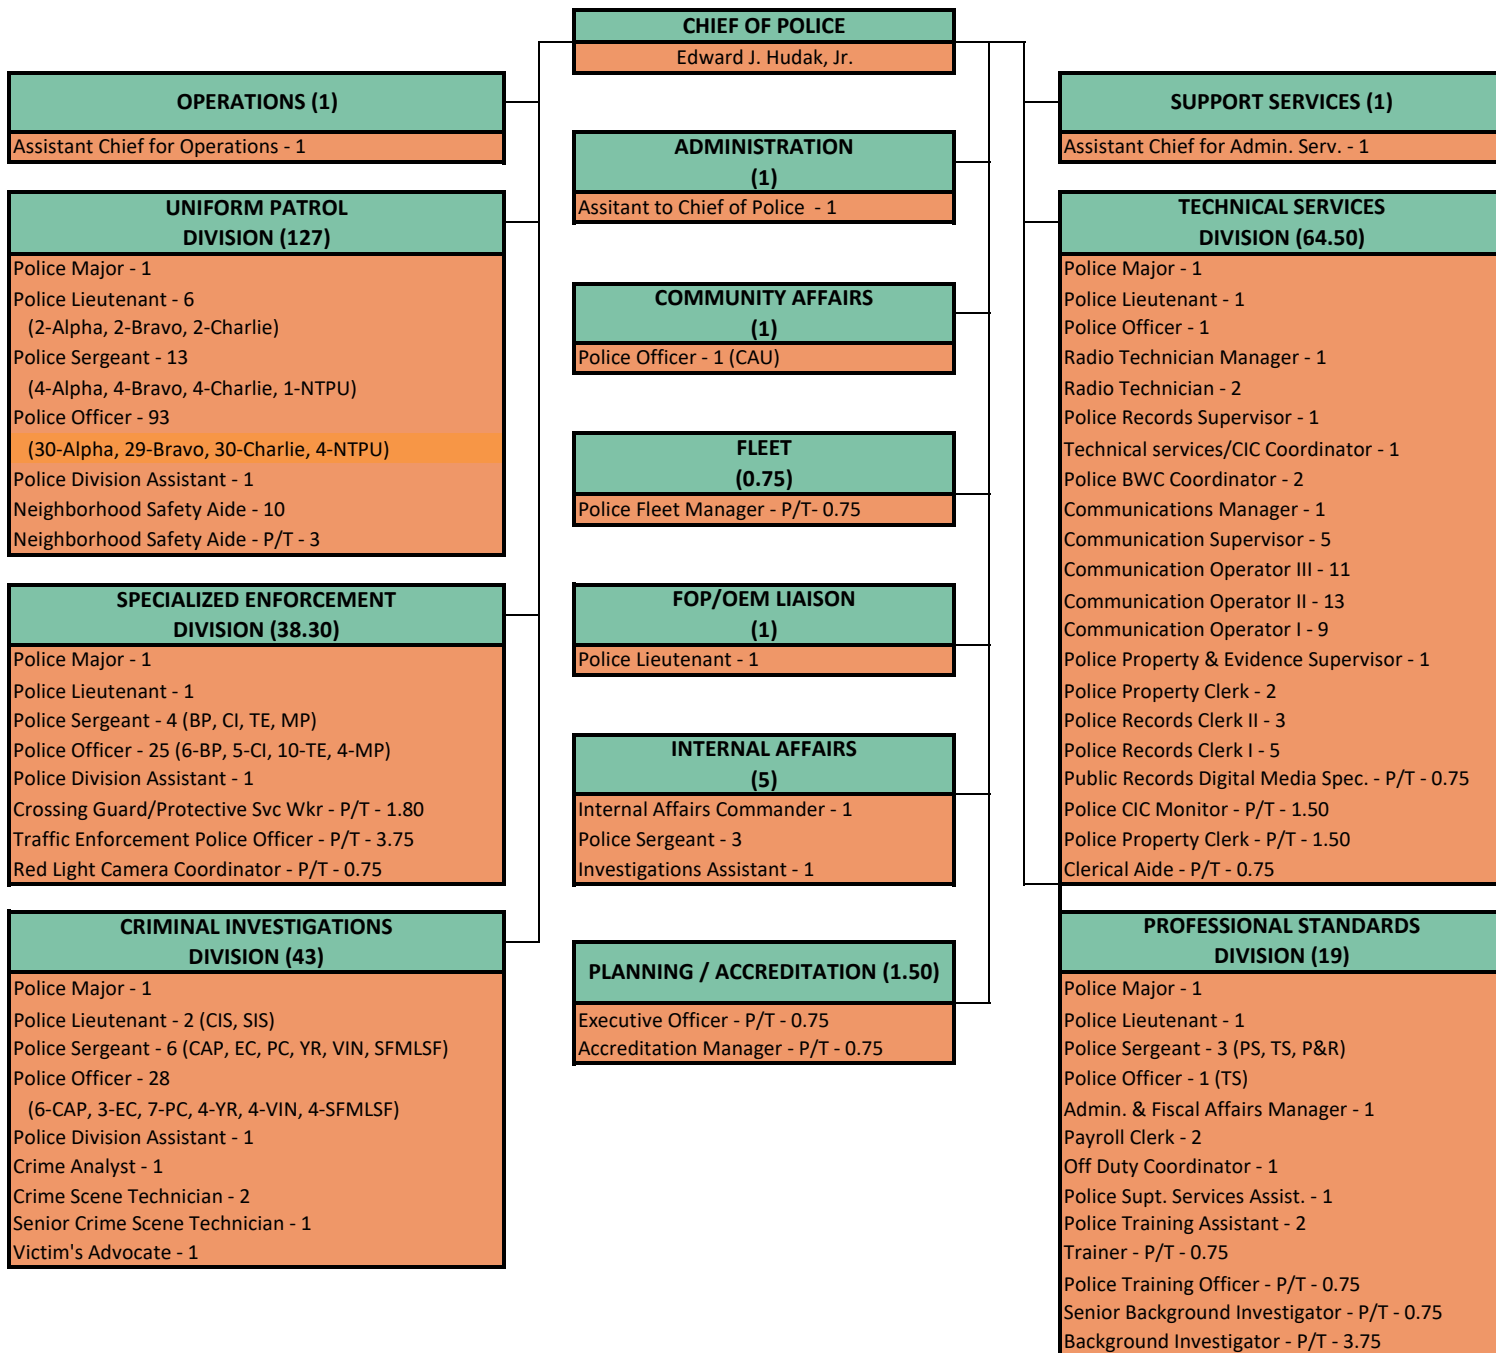 CHIEF OF POLICE
Edward J. Hudak, Jr.
OPERATIONS (1)
Assistant Chief for Operations - 1
UNIFORM PATROL
DIVISION (127)
Police Major - 1
Police Lieutenant - 6
(2-Alpha, 2-Bravo, 2-Charlie)
Police Sergeant - 13
(4-Alpha, 4-Bravo, 4-Charlie, 1-NTPU)
Police Officer - 93
(30-Alpha, 29-Bravo, 30-Charlie, 4-NTPU)
Police Division Assistant - 1
Neighborhood Safety Aide - 10
Neighborhood Safety Aide - P/T - 3
SPECIALIZED ENFORCEMENT
DIVISION (38.30)
Police Major - 1
Police Lieutenant - 1
Police Sergeant - 4 (BP, CI, TE, MP)
Police Officer - 25 (6-BP, 5-CI, 10-TE, 4-MP)
Police Division Assistant - 1
Crossing Guard/Protective Svc Wkr - P/T - 1.80
Traffic Enforcement Police Officer - P/T - 3.75
Red Light Camera Coordinator - P/T - 0.75
CRIMINAL INVESTIGATIONS
DIVISION (43)
Police Major - 1
Police Lieutenant - 2 (CIS, SIS)
Police Sergeant - 6 (CAP, EC, PC, YR, VIN, SFMLSF)
Police Officer - 28
(6-CAP, 3-EC, 7-PC, 4-YR, 4-VIN, 4-SFMLSF)
Police Division Assistant - 1
Crime Analyst - 1
Crime Scene Technician - 2
Senior Crime Scene Technician - 1
Victim's Advocate - 1
ADMINISTRATION
(1)
Assitant to Chief of Police - 1
COMMUNITY AFFAIRS
(1)
Police Officer - 1 (CAU)
FLEET
(0.75)
Police Fleet Manager - P/T- 0.75
FOP/OEM LIAISON
(1)
Police Lieutenant - 1
INTERNAL AFFAIRS
(5)
Internal Affairs Commander - 1
Police Sergeant - 3
Investigations Assistant - 1
PLANNING / ACCREDITATION (1.50)
Executive Officer - P/T - 0.75
Accreditation Manager - P/T - 0.75
SUPPORT SERVICES (1)
Assistant Chief for Admin. Serv. - 1
TECHNICAL SERVICES
DIVISION (64.50)
Police Major - 1
Police Lieutenant - 1
Police Officer - 1
Radio Technician Manager - 1
Radio Technician - 2
Police Records Supervisor - 1
Technical services/CIC Coordinator - 1
Police BWC Coordinator - 2
Communications Manager - 1
Communication Supervisor - 5
Communication Operator III - 11
Communication Operator II - 13
Communication Operator I - 9
Police Property & Evidence Supervisor - 1
Police Property Clerk - 2
Police Records Clerk II - 3
Police Records Clerk I - 5
Public Records Digital Media Spec. - P/T - 0.75
Police CIC Monitor - P/T - 1.50
Police Property Clerk - P/T - 1.50
Clerical Aide - P/T - 0.75
PROFESSIONAL STANDARDS
DIVISION (19)
Police Major - 1
Police Lieutenant - 1
Police Sergeant - 3 (PS, TS, P&R)
Police Officer - 1 (TS)
Admin. & Fiscal Affairs Manager - 1
Payroll Clerk - 2
Off Duty Coordinator - 1
Police Supt. Services Assist. - 1
Police Training Assistant - 2
Trainer - P/T - 0.75
Police Training Officer - P/T - 0.75
Senior Background Investigator - P/T - 0.75
Background Investigator - P/T - 3.75